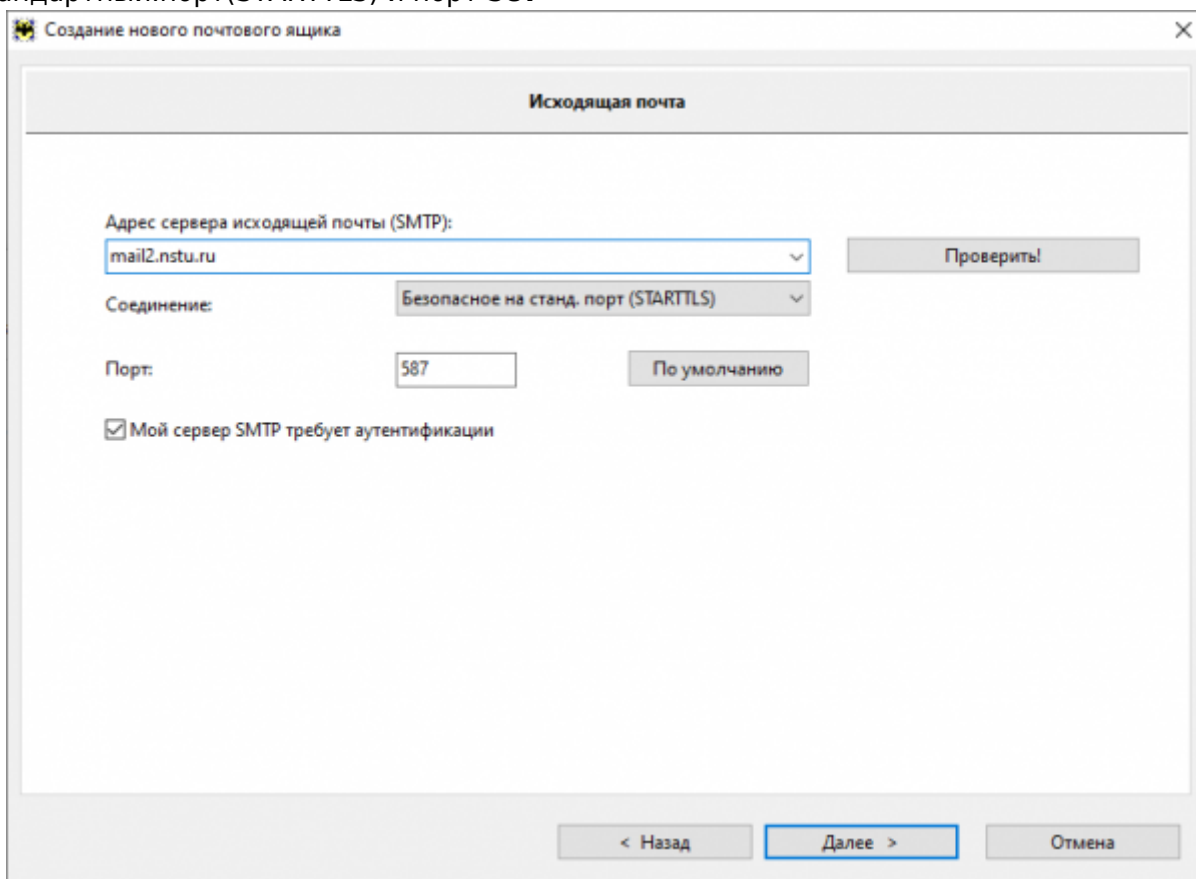 Создание нового почтового ящика
Исходящая почта
Адрес сервера исходящей почты (SMTP):
mail2.nstu.ru
Проверить!
Соединение:
Безопасное на станд. порт (STARTTLS)
Порт:
587
По умолчанию
Мой сервер SMTP требует аутентификации
< Назад
Далее >
Отмена